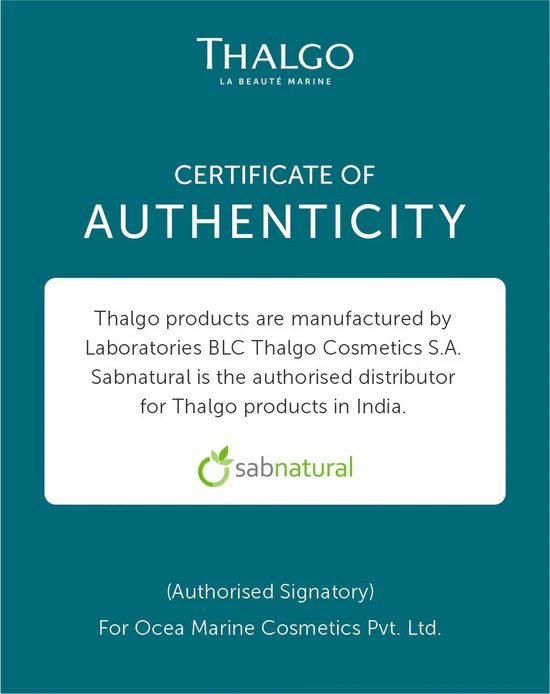 THALGO
LA BEAUTÉ MARINE
CERTIFICATE OF
AUTHENTICITY
Thalgo products are manufactured by
Laboratories BLC Thalgo Cosmetics S.A.
Sabnatural is the authorised distributor
for Thalgo products in India.
sabnatural
(Authorised Signatory)
For Ocea Marine Cosmetics Pvt. Ltd.